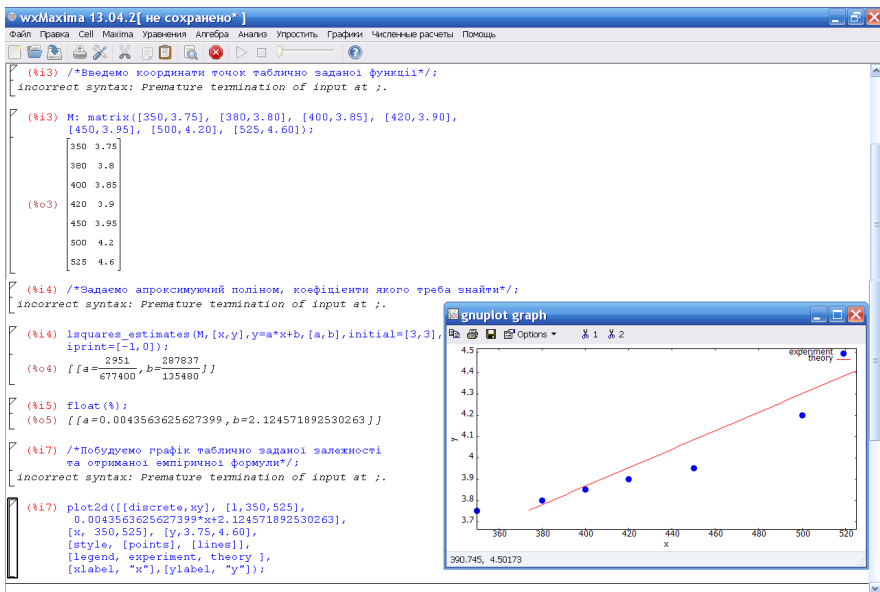 wxMaxima 13.04.2[ не сохранено* ]
Файл Правка Cell Maxima Уравнения Алгебра Анализ Упростить Графики Численные расчеты Помощь
(%i3) /*Введемо координати точок таблично заданої функції*/;
incorrect syntax: Premature termination of input at ;.
(%i3) M: matrix([350,3.75], [380,3.80], [400,3.85], [420,3.90],
[450,3.95], [500,4.20], [525,4.60]);
350 3.75
380 3.8
400 3.85
(%o3) 420 3.9
450 3.95
500 4.2
525 4.6
(%i4) /*Задаємо апроксимуючий поліном, коефіцієнти якого треба знайти*/;
incorrect syntax: Premature termination of input at ;.
(%i4) lsquares_estimates(M,[x,y],y=a*x+b,[a,b],initial=[3,3],
iprint=[-1,0]);
(%o4) [[a=2951/677400,b=287837/135480]]
(%i5) float(%);
(%o5) [[a=0.0043563625627399,b=2.124571892530263]]
(%i7) /*Побудуємо графік таблично заданої залежності
та отриманої емпіричної формули*/;
incorrect syntax: Premature termination of input at ;.
(%i7) plot2d([[discrete,xy], [l,350,525],
0.0043563625627399*x+2.124571892530263],
[x, 350,525], [y,3.75,4.60],
[style, [points], [lines]],
[legend, experiment, theory ],
[xlabel, "x"],[ylabel, "y"]);
gnuplot graph
Options 1 2
4.5
4.4
4.3
4.2
4.1
4
3.9
3.8
3.7
y
experiment
theory
360 380 400 420 440 460 480 500 520
x
390.745, 4.50173